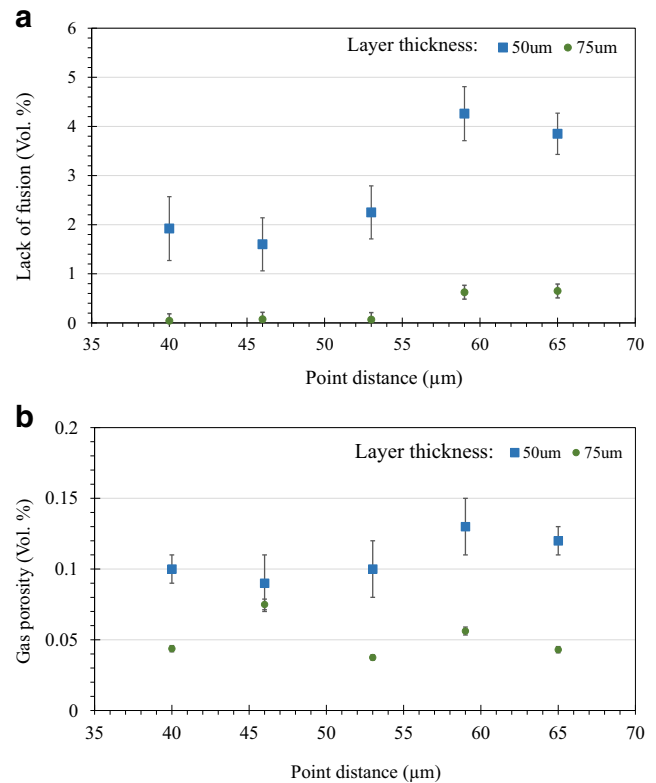 a
Layer thickness: 50um 75um
6
5
4
3
2
1
0
Lack of fusion (Vol. %)
35 40 45 50 55 60 65 70
Point distance (µm)
b
Layer thickness: 50um 75um
0.2
0.15
0.1
0.05
0
Gas porosity (Vol. %)
35 40 45 50 55 60 65 70
Point distance (µm)